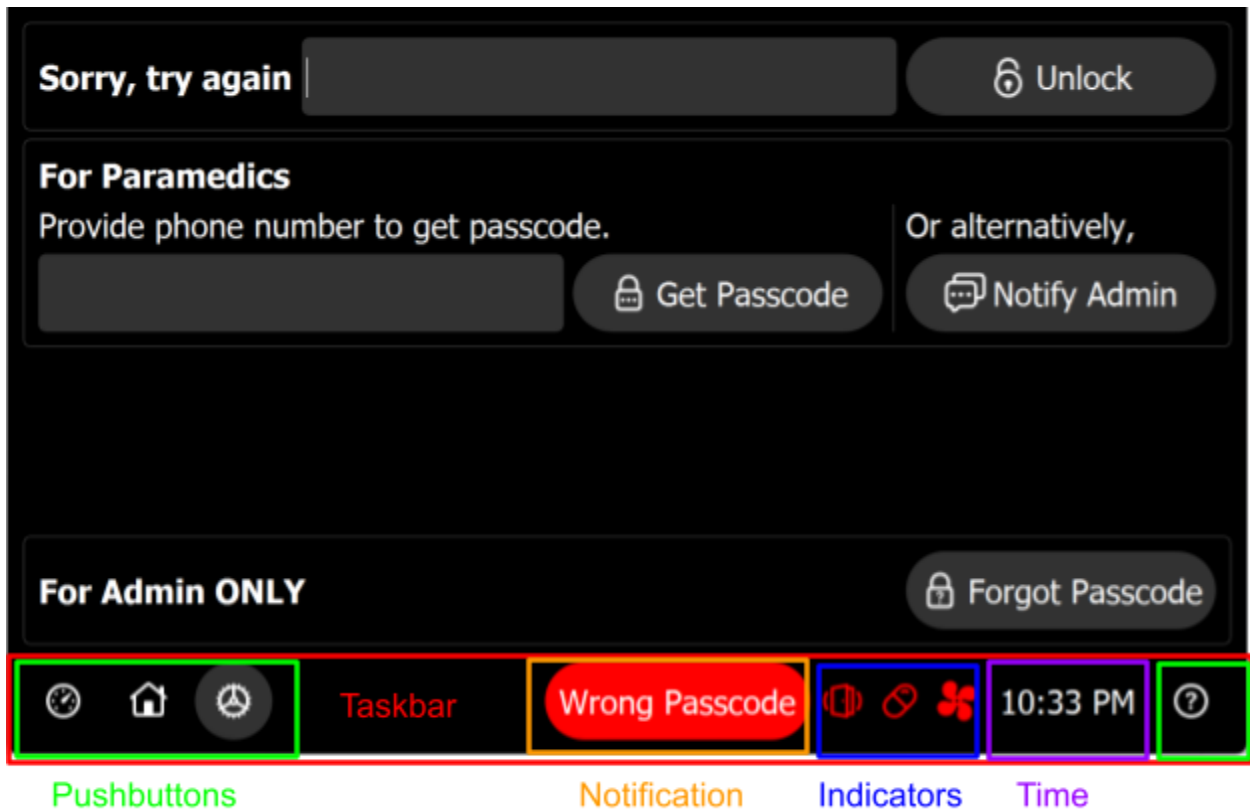 Sorry, try again
Unlock
For Paramedics
Provide phone number to get passcode.
Or alternatively,
Get Passcode
Notify Admin
For Admin ONLY
Forgot Passcode
Taskbar
Wrong Passcode
10:33 PM
Pushbuttons
Notification
Indicators
Time